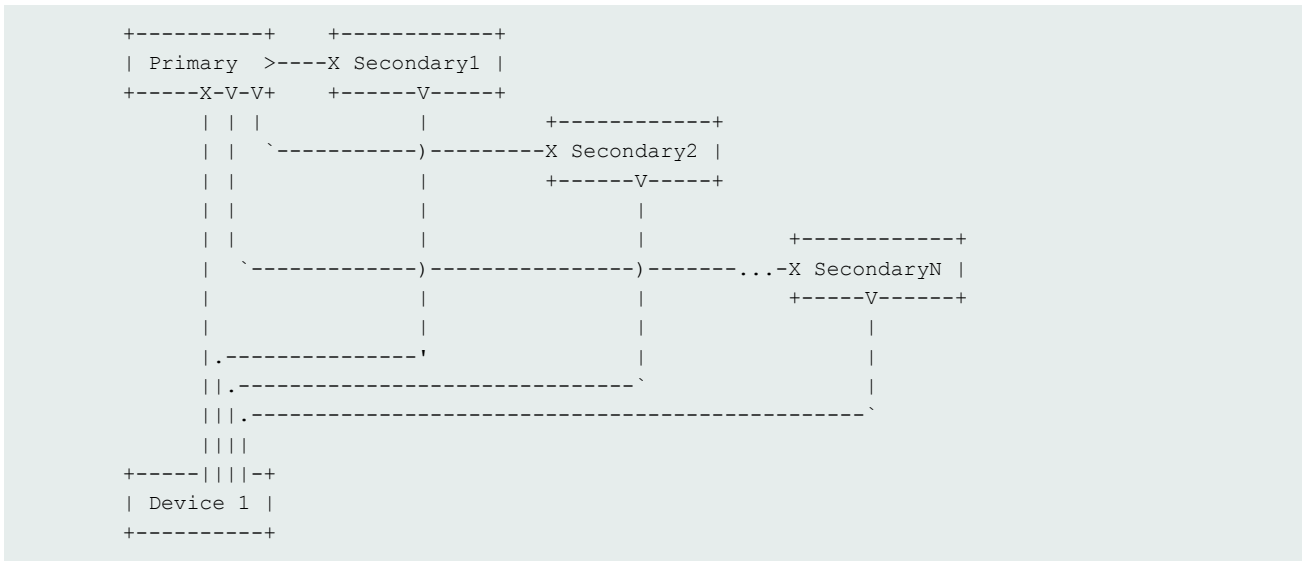 +----------+    +------------+
| Primary  >----X Secondary1 |
+-----X-V-V+    +------V-----+
      | | |            |         +------------+
      | |  `-----------)---------X Secondary2 |
      | |              |         +------V-----+
      | |              |                |
      | |              |                |           +------------+
      |  `-------------)----------------)-------...-X SecondaryN |
      |                |                |           +-----V------+
      |                |                |                 |
      |.---------------'                |                 |
      ||.-------------------------------`                 |
      |||.------------------------------------------------`
      ||||
+-----||||-+
| Device 1 |
+----------+